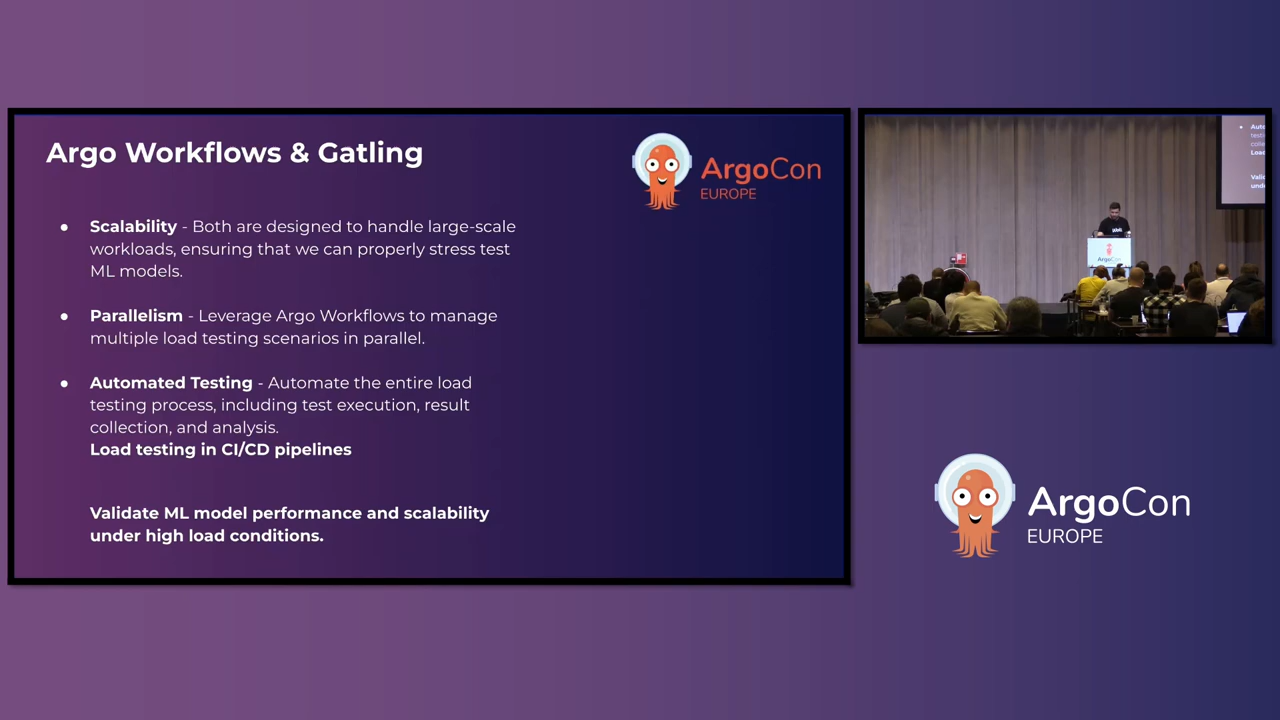 Argo Workflows & Gatling
ArgoCon
EUROPE
● Scalability - Both are designed to handle large-scale
workloads, ensuring that we can properly stress test
ML models.
● Parallelism - Leverage Argo Workflows to manage
multiple load testing scenarios in parallel.
● Automated Testing - Automate the entire load
testing process, including test execution, result
collection, and analysis.
Load testing in CI/CD pipelines
Validate ML model performance and scalability
under high load conditions.
ArgoCon
ArgoCon
EUROPE